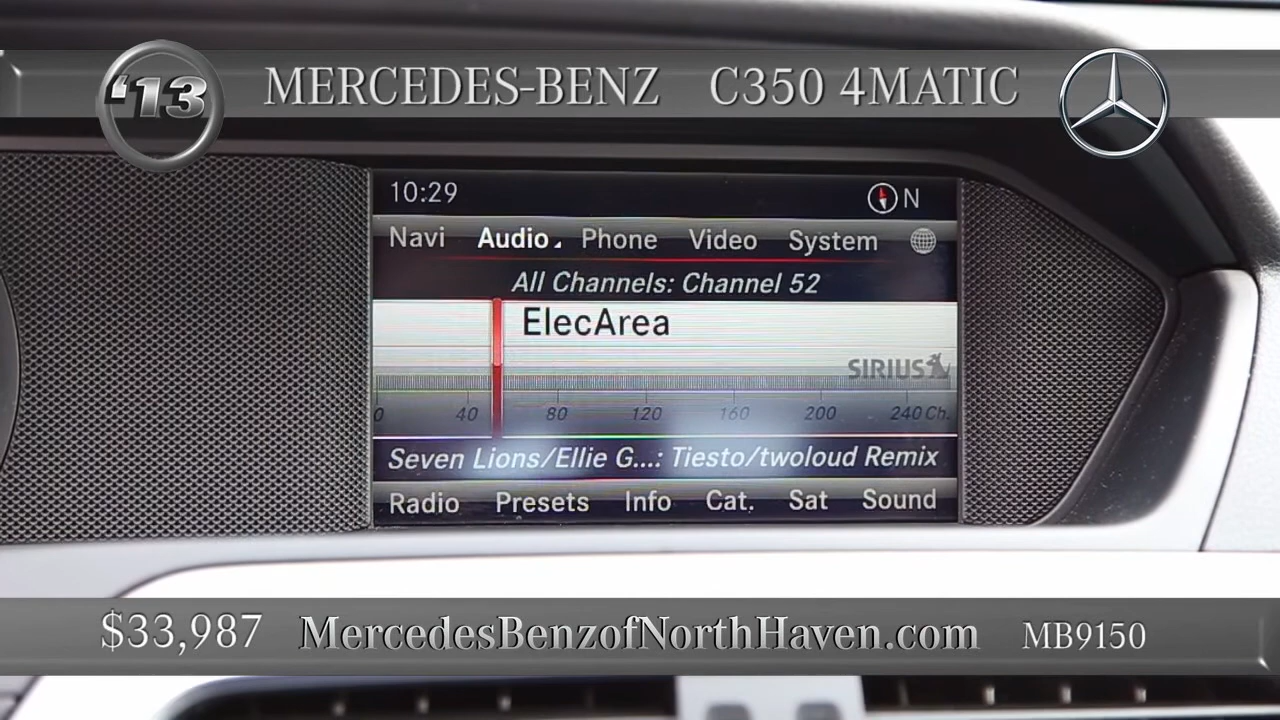 '13 MERCEDES-BENZ C350 4MATIC
10:29 N
Navi Audio Phone Video System
All Channels: Channel 52
ElecArea
SIRIUS
0 40 80 120 160 200 240 Ch.
Seven Lions/Ellie G...: Tiesto/twoloud Remix
Radio Presets Info Cat. Sat Sound
$33,987 MercedesBenzofNorthHaven.com MB9150